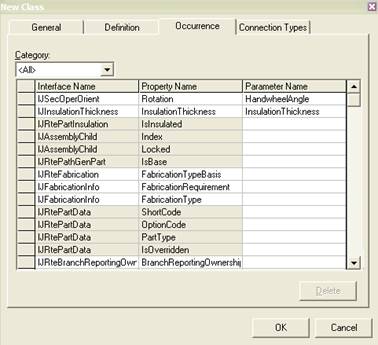 New Class
General Definition Occurrence Connection Types
Category:
<All>
Interface Name Property Name Parameter Name
IJSecOperOrient Rotation HandwheelAngle
IJInsulationThickness InsulationThickness InsulationThickness
IJRtePartInsulation IsInsulated
IJAssemblyChild Index
IJAssemblyChild Locked
IJRtePathGenPart IsBase
IJRteFabrication FabricationTypeBasis
IJFabricationInfo FabricationRequirement
IJFabricationInfo FabricationType
IJRtePartData ShortCode
IJRtePartData OptionCode
IJRtePartData PartType
IJRtePartData IsOverridden
IJRteBranchReportingOwr BranchReportingOwnership
Delete
OK Cancel